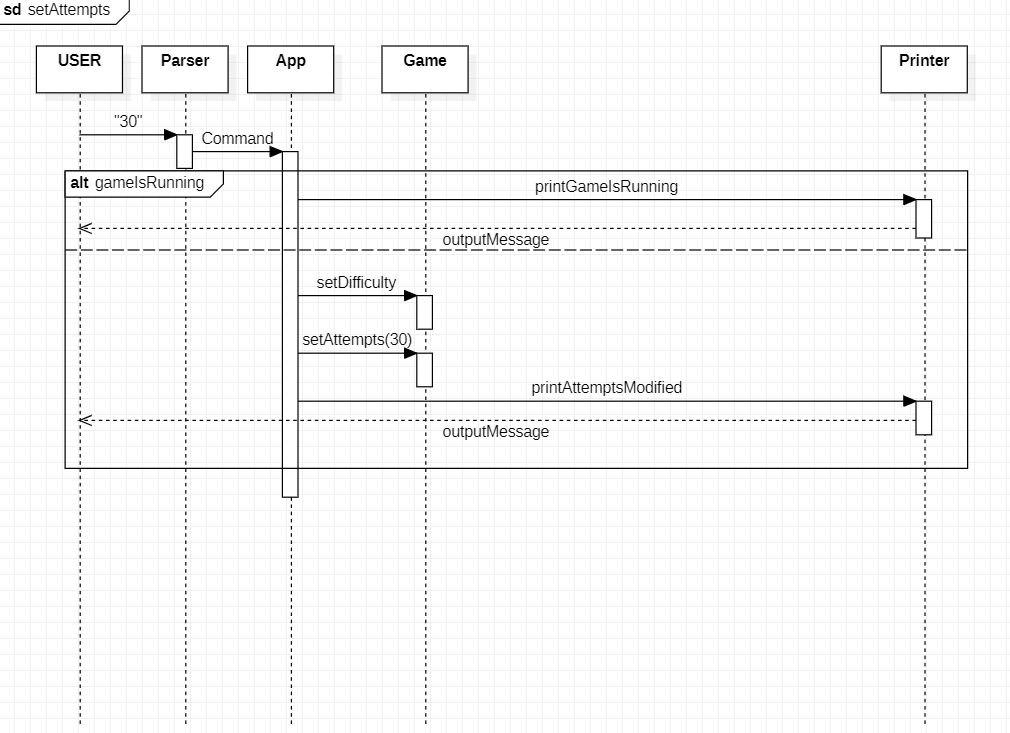 sd setAttempts
USER
Parser
App
Game
Printer
"30"
Command
alt gameIsRunning
printGameIsRunning
outputMessage
setDifficulty
setAttempts(30)
printAttemptsModified
outputMessage